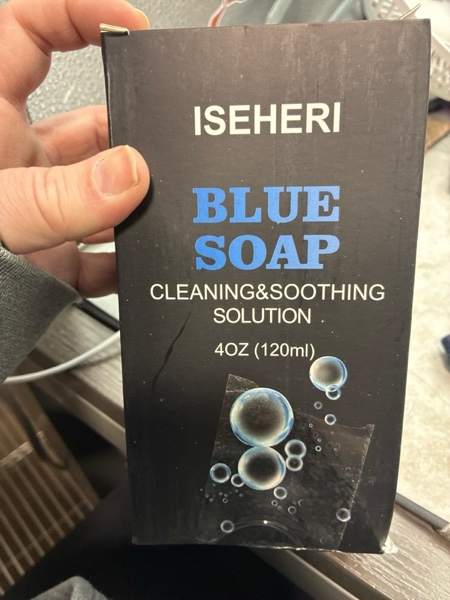 ISEHERI
BLUE
SOAP
CLEANING&SOOTHING
SOLUTION
4OZ (120ml)